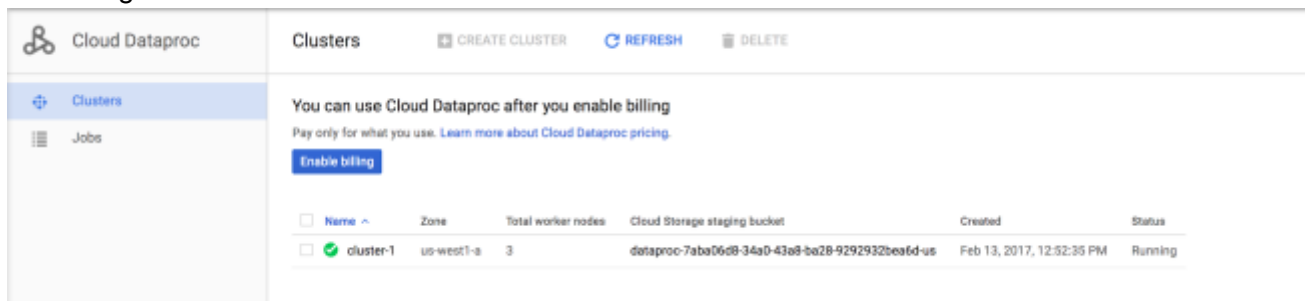 Cloud Dataproc
Clusters
CREATE CLUSTER
REFRESH
DELETE
Clusters
Jobs
You can use Cloud Dataproc after you enable billing
Pay only for what you use. Learn more about Cloud Dataproc pricing.
Enable billing
Name Zone Total worker nodes Cloud Storage staging bucket Created Status
cluster-1 us-west1-a 3 dataproc-7aba06d8-34a0-43a8-ba28-9292932bea6d-us Feb 13, 2017, 12:52:35 PM Running